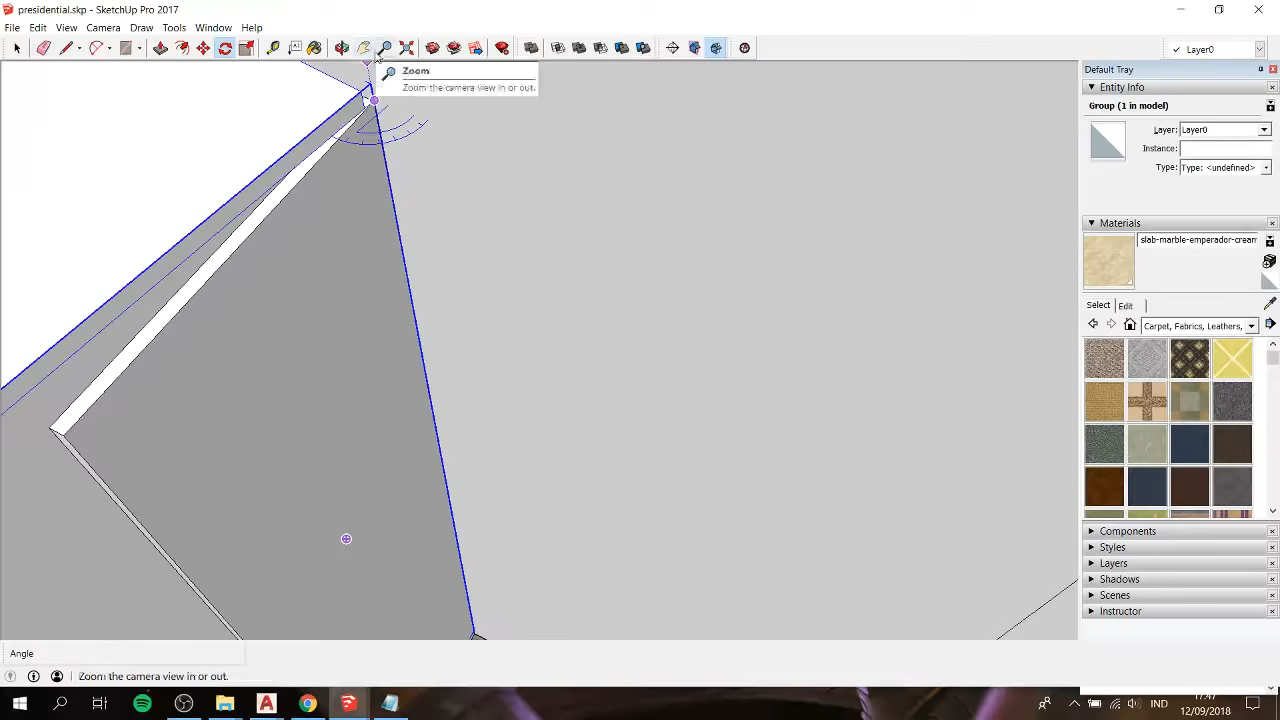 presidential.skp - SketchUp Pro 2017
File Edit View Camera Draw Tools Window Help
Layer0
Zoom
Zoom the camera view in or out.
Default Tray
Entity Info
Group (1 in model)
Layer: Layer0
Instance:
Type: Type: <undefined>
Materials
slab-marble-emperador-cream
Select Edit
Carpet, Fabrics, Leathers,
Components
Styles
Layers
Shadows
Scenes
Instructor
Angle
Zoom the camera view in or out.
IND
17:47
12/09/2018